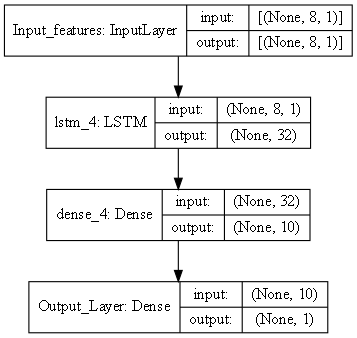 Input_features: InputLayer
input: [(None, 8, 1)]
output: [(None, 8, 1)]
lstm_4: LSTM
input: (None, 8, 1)
output: (None, 32)
dense_4: Dense
input: (None, 32)
output: (None, 10)
Output_Layer: Dense
input: (None, 10)
output: (None, 1)